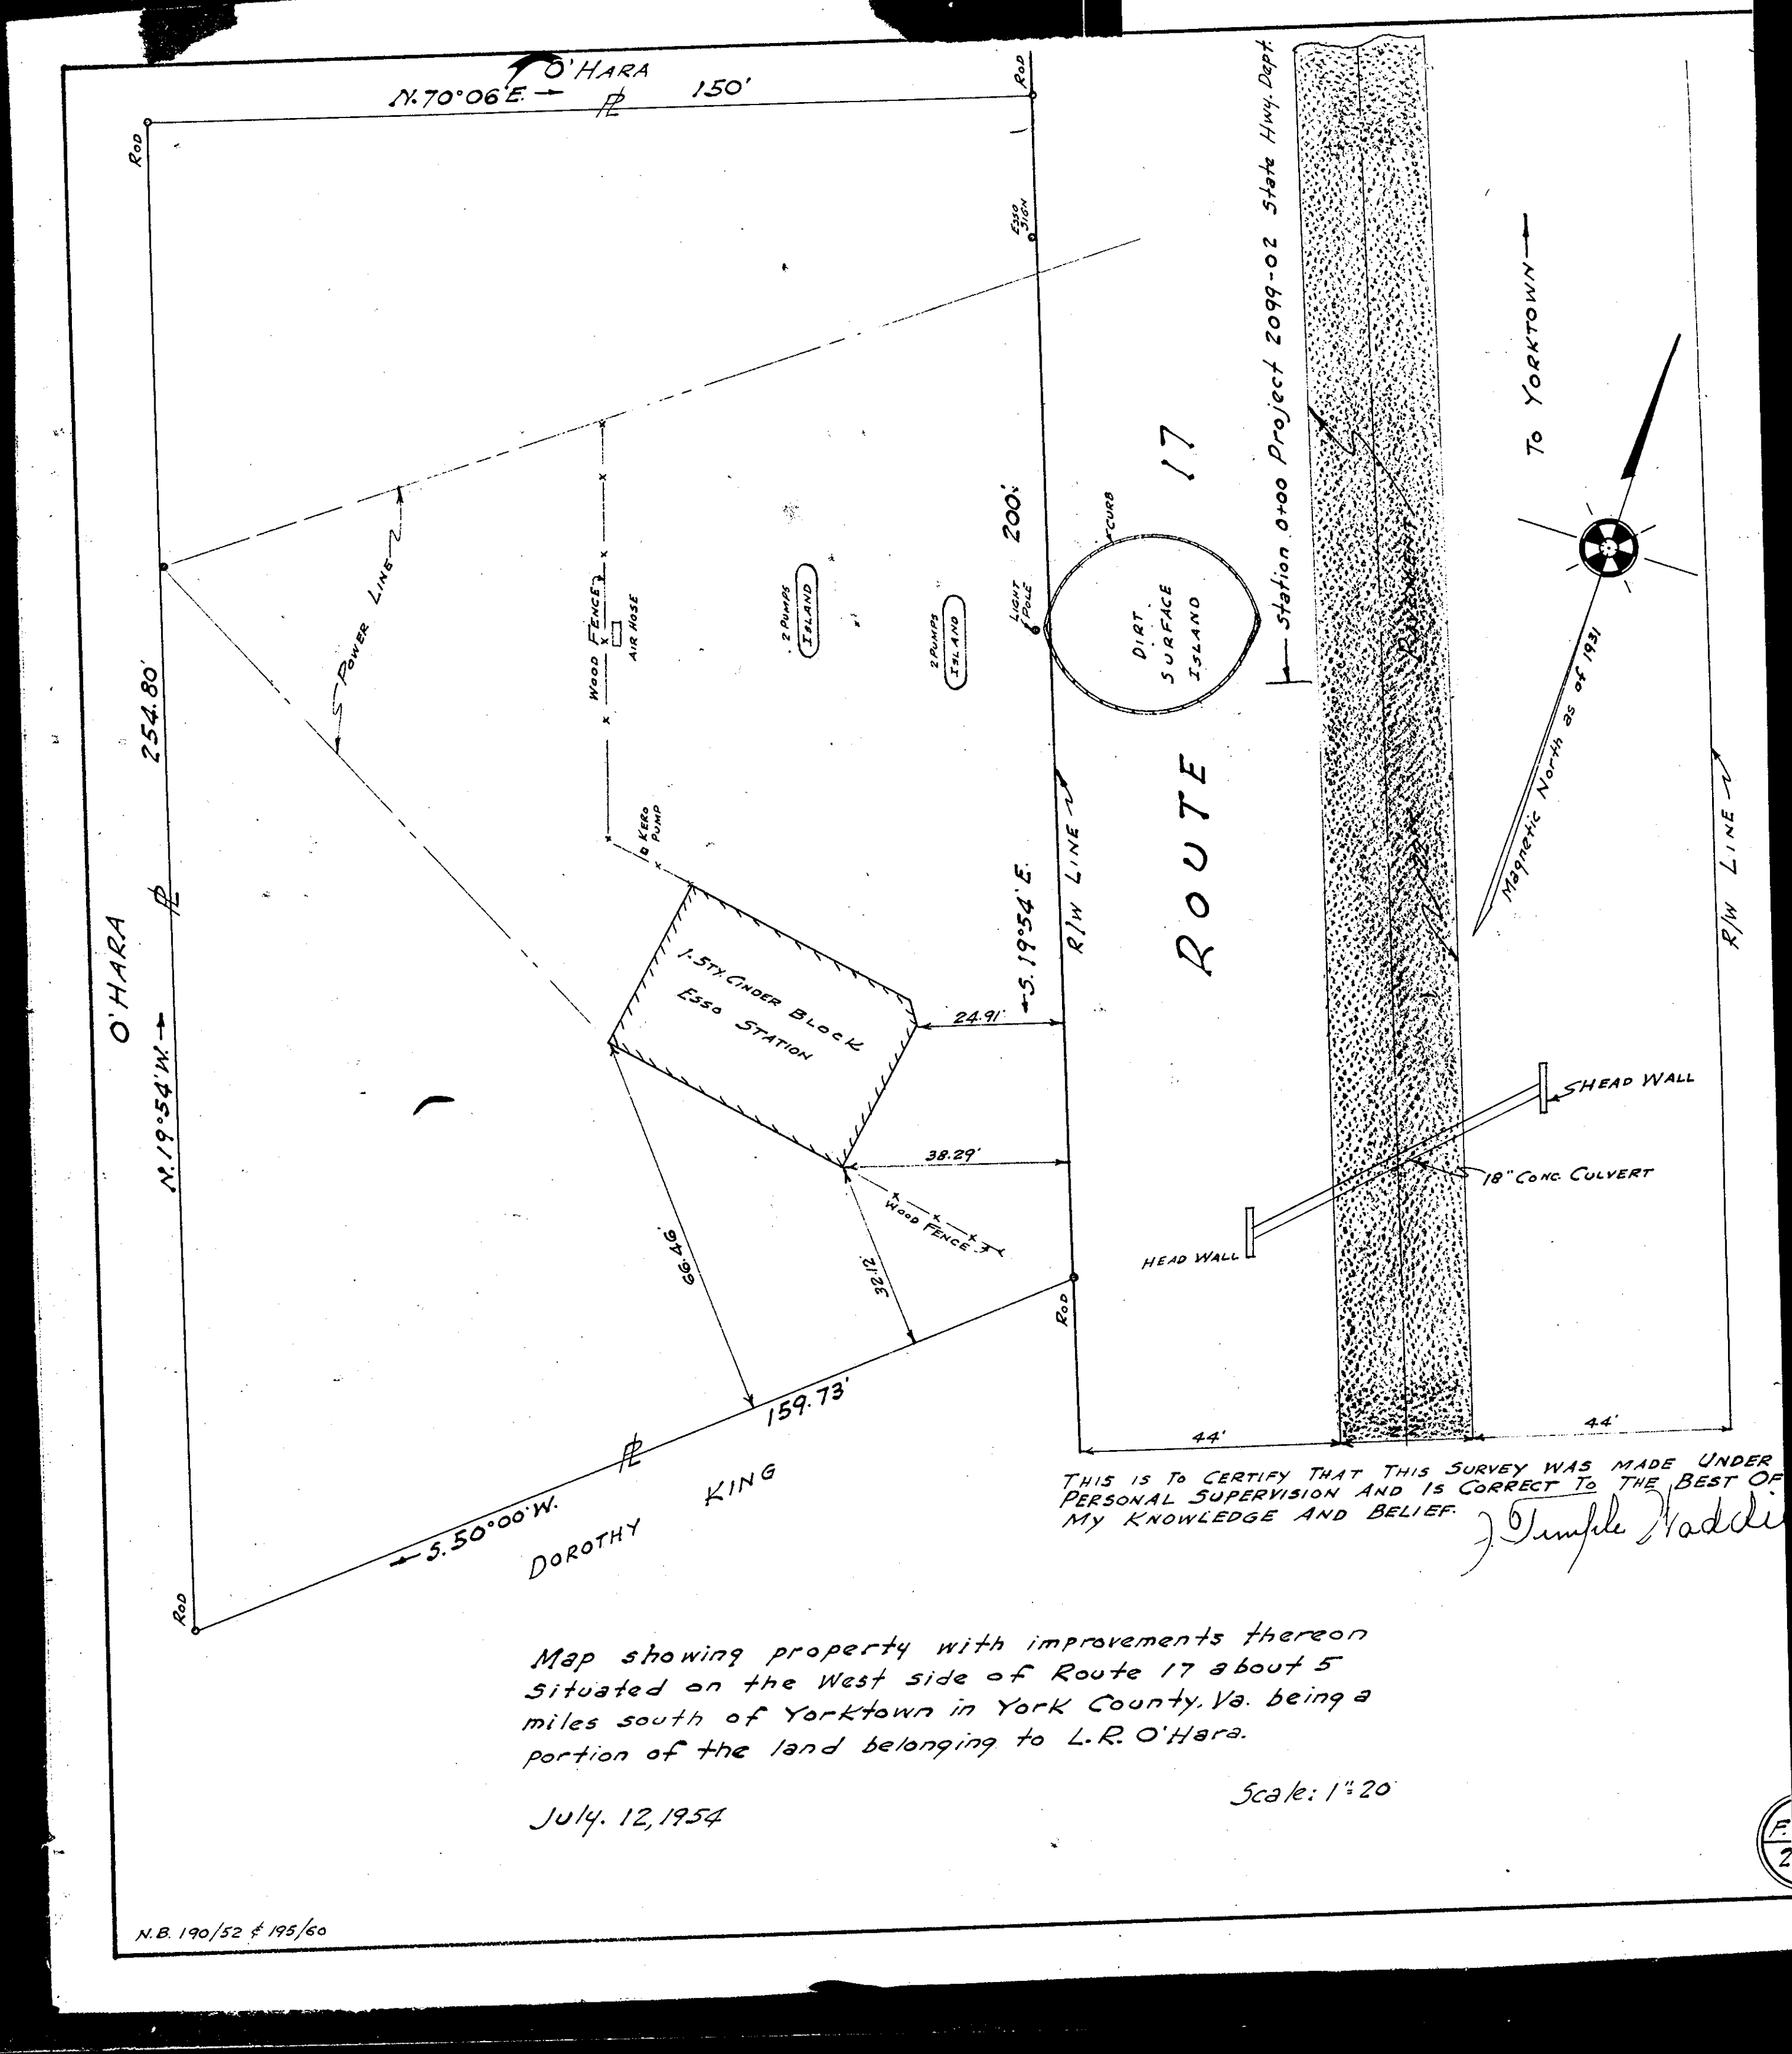 O'HARA
N.70°06'E. → ⅊ 150'
ROD
ROD
ESSO
SIGN
Station 0+00 Project 2099-02 State Hwy. Dept.
TO YORKTOWN →
POWER LINE
254.80'
WOOD FENCE
AIR HOSE
2 PUMPS
ISLAND
2 PUMPS
ISLAND
200'
LIGHT
POLE
CURB
DIRT
SURFACE
ISLAND
ROUTE 17
PAVEMENT
Magnetic North as of 1931
KERO
PUMP
R/W LINE
R/W LINE
O'HARA
⅊
N.19°54'W. →
1-STY. CINDER BLOCK
ESSO STATION
← S.19°54'E.
24.91'
38.29'
WOOD FENCE
66.46'
32.12'
HEAD WALL
18" CONC. CULVERT
HEAD WALL
ROD
159.73'
⅊
← S.50°00'W.
DOROTHY KING
ROD
44'
44'
THIS IS TO CERTIFY THAT THIS SURVEY WAS MADE UNDER
PERSONAL SUPERVISION AND IS CORRECT TO THE BEST OF
MY KNOWLEDGE AND BELIEF.
Temple
Map showing property with improvements thereon
situated on the West side of Route 17 about 5
miles south of Yorktown in York County, Va. being a
portion of the land belonging to L.R. O'Hara.
Scale: 1"=20'
July. 12, 1954
F.
2
N.B. 190/52 & 195/60